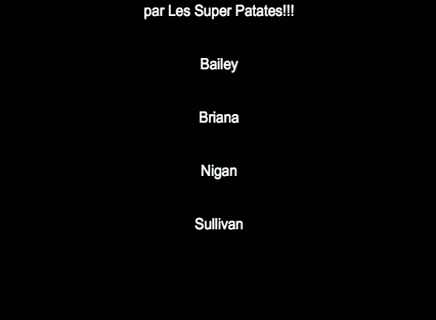 par Les Super Patates!!!
Bailey
Briana
Nigan
Sullivan